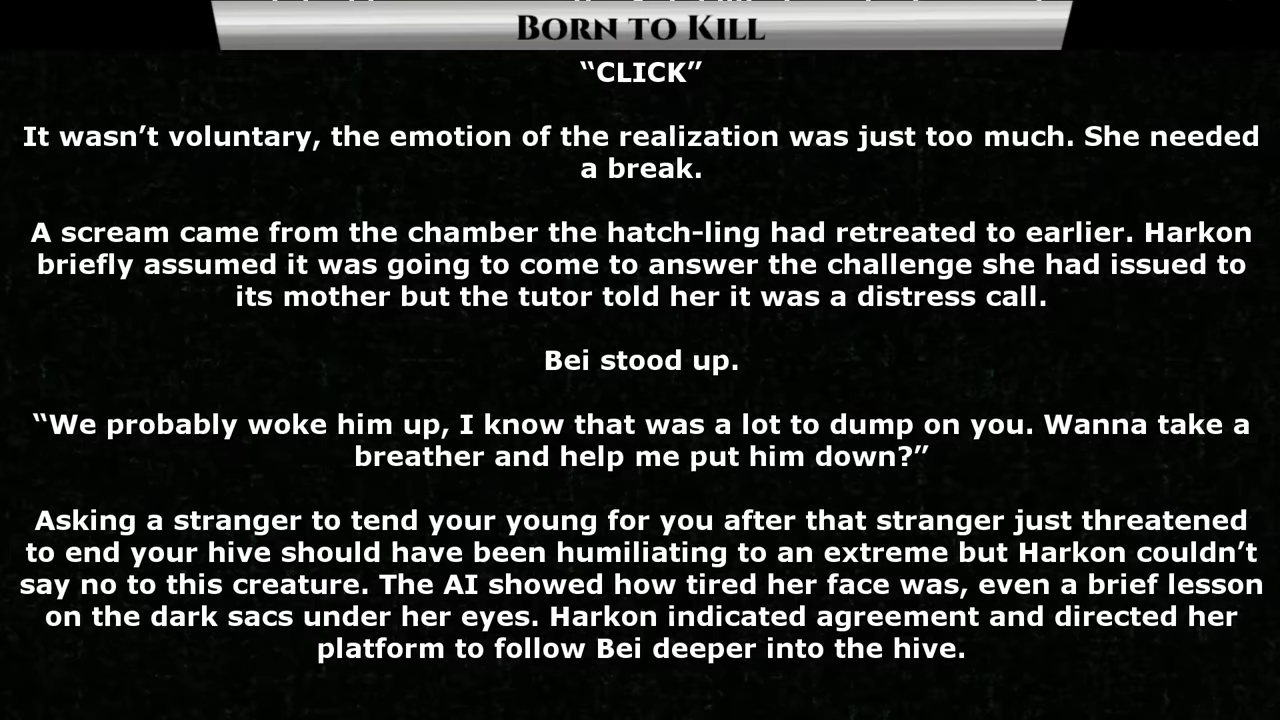 BORN TO KILL
“CLICK”
It wasn’t voluntary, the emotion of the realization was just too much. She needed
a break.
A scream came from the chamber the hatch-ling had retreated to earlier. Harkon
briefly assumed it was going to come to answer the challenge she had issued to
its mother but the tutor told her it was a distress call.
Bei stood up.
“We probably woke him up, I know that was a lot to dump on you. Wanna take a
breather and help me put him down?”
Asking a stranger to tend your young for you after that stranger just threatened
to end your hive should have been humiliating to an extreme but Harkon couldn’t
say no to this creature. The AI showed how tired her face was, even a brief lesson
on the dark sacs under her eyes. Harkon indicated agreement and directed her
platform to follow Bei deeper into the hive.